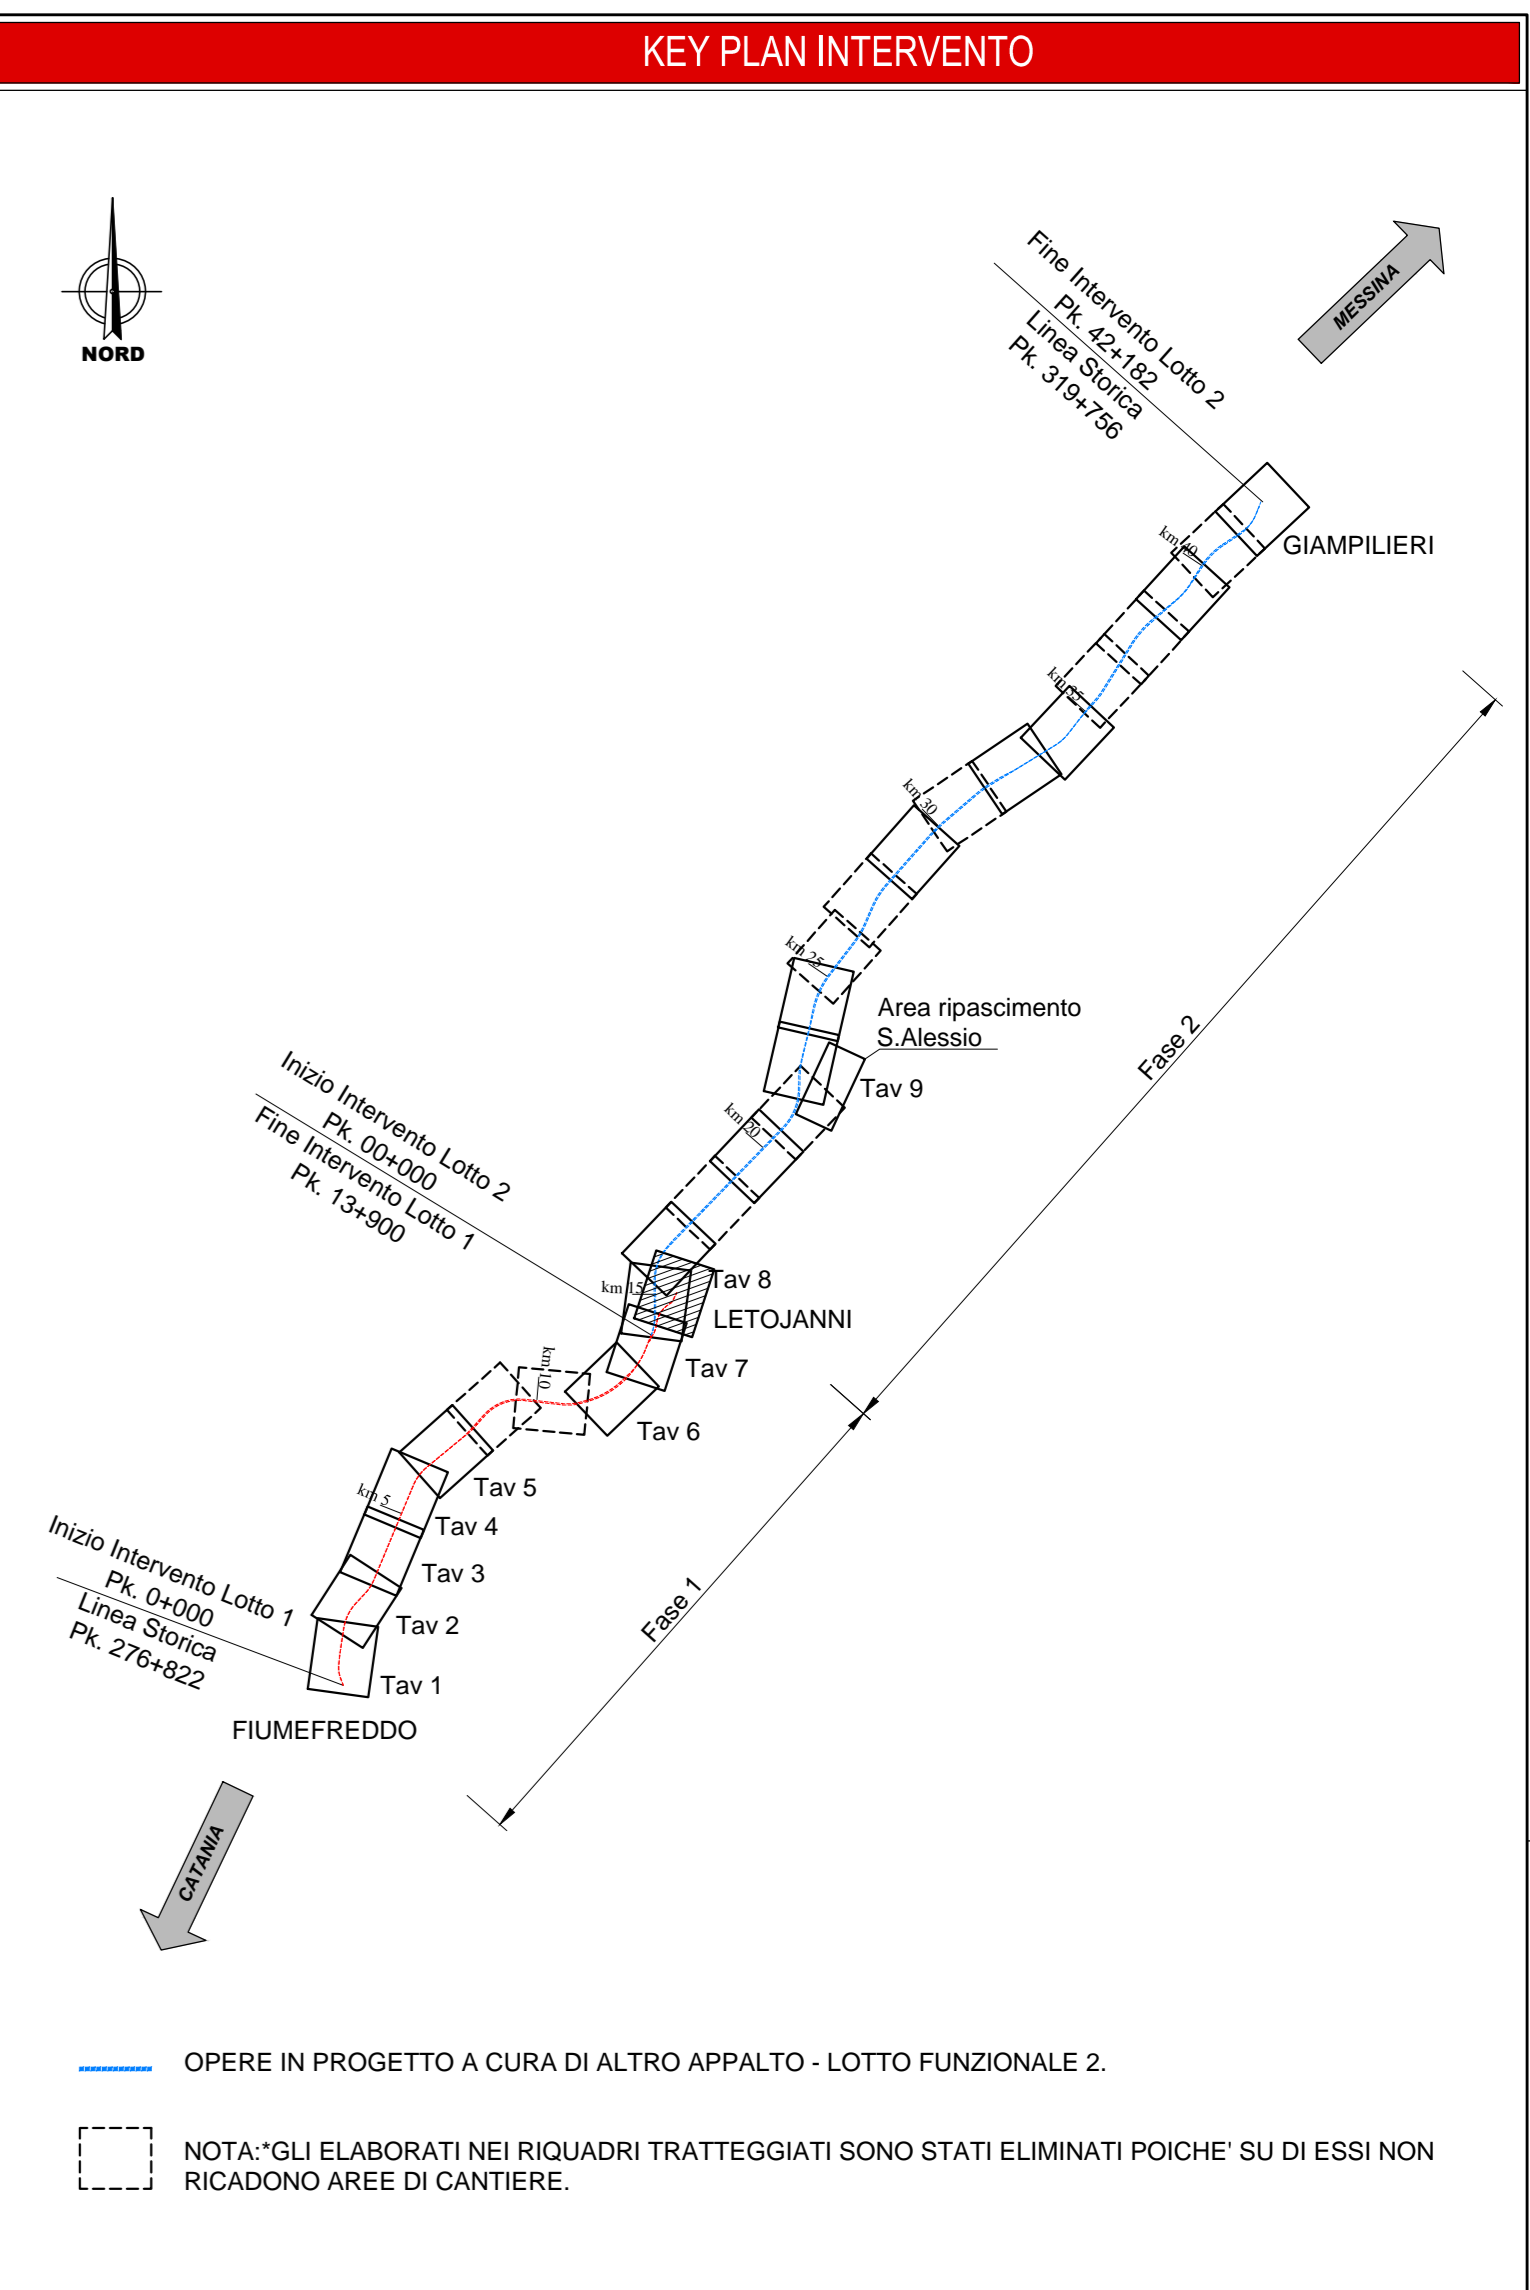 KEY PLAN INTERVENTO
NORD
MESSINA
Fine Intervento Lotto 2
Pk. 42+182
Linea Storica
Pk. 319+756
km 40
GIAMPILIERI
km 35
km 30
km 25
Area ripascimento
S.Alessio
Tav 9
Fase 2
km 20
Inizio Intervento Lotto 2
Pk. 00+000
Fine Intervento Lotto 1
Pk. 13+900
km 15
Tav 8
LETOJANNI
Tav 7
km 10
Tav 6
Tav 5
km 5
Tav 4
Tav 3
Fase 1
Inizio Intervento Lotto 1
Pk. 0+000
Linea Storica
Pk. 276+822
Tav 2
Tav 1
FIUMEFREDDO
CATANIA
OPERE IN PROGETTO A CURA DI ALTRO APPALTO - LOTTO FUNZIONALE 2.
NOTA:*GLI ELABORATI NEI RIQUADRI TRATTEGGIATI SONO STATI ELIMINATI POICHE' SU DI ESSI NON
RICADONO AREE DI CANTIERE.